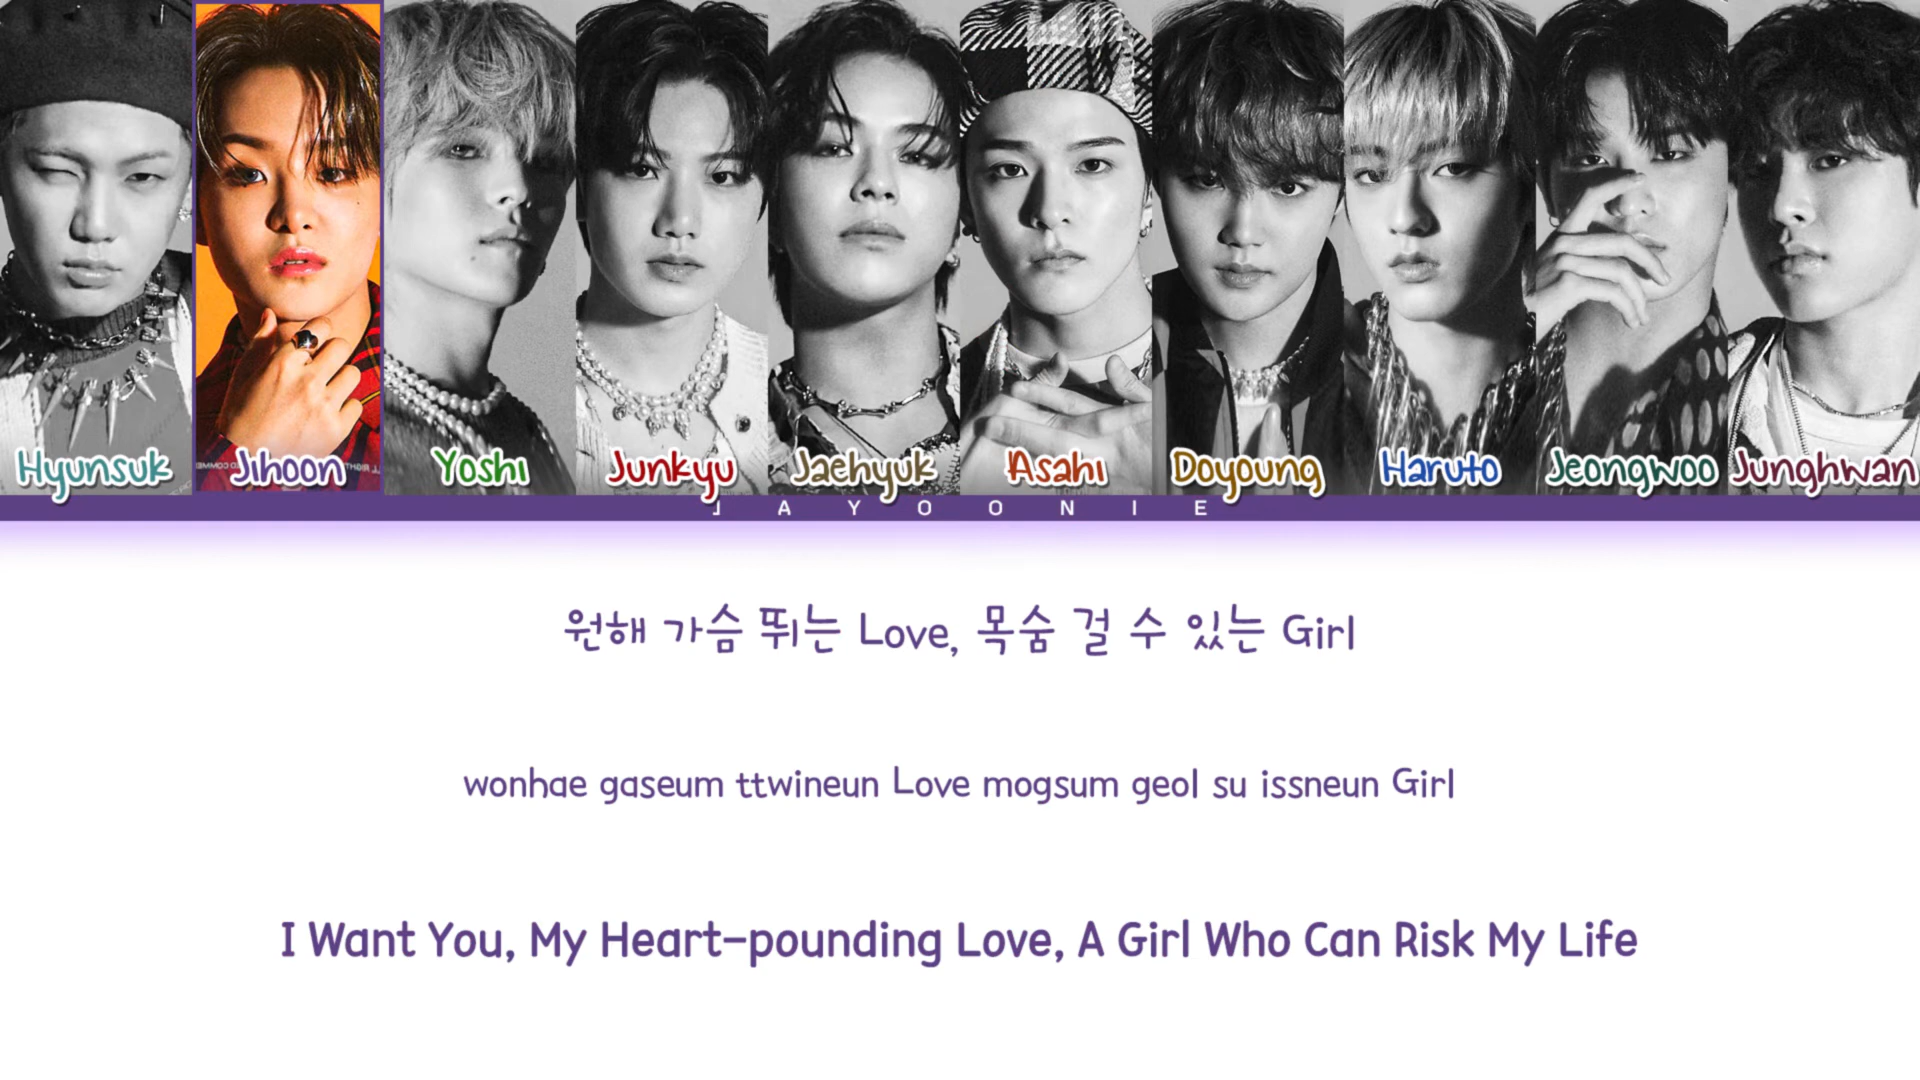 Hyunsuk Jihoon Yoshi Junkyu Jaehyuk Asahi Doyoung Haruto Jeongwoo Junghwan
JAYOONIE
원해 가슴 뛰는 Love, 목숨 걸 수 있는 Girl
wonhae gaseum ttwineun Love mogsum geol su issneun Girl
I Want You, My Heart-pounding Love, A Girl Who Can Risk My Life